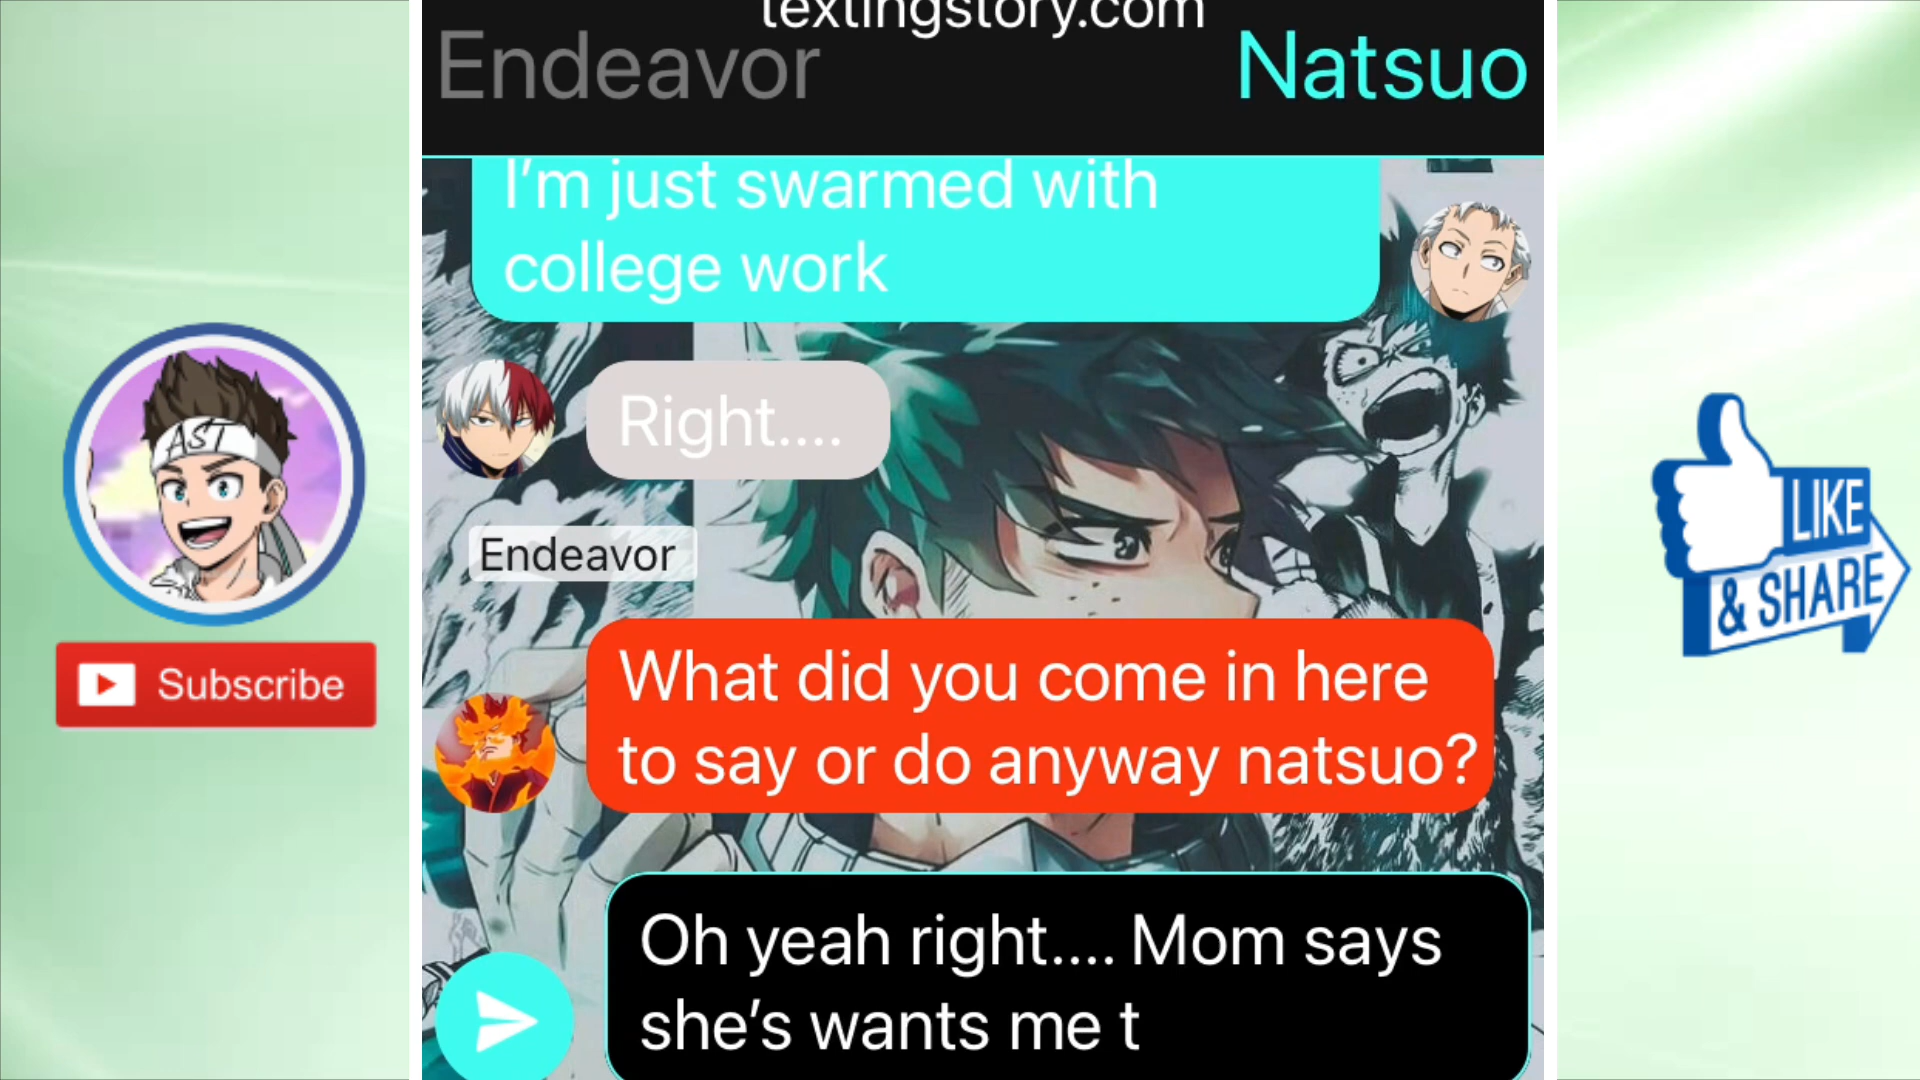 textingstory.com
Endeavor
Natsuo
I'm just swarmed with
college work
Right....
Endeavor
What did you come in here
to say or do anyway natsuo?
Oh yeah right.... Mom says
she's wants me t
AST
Subscribe
LIKE
& SHARE